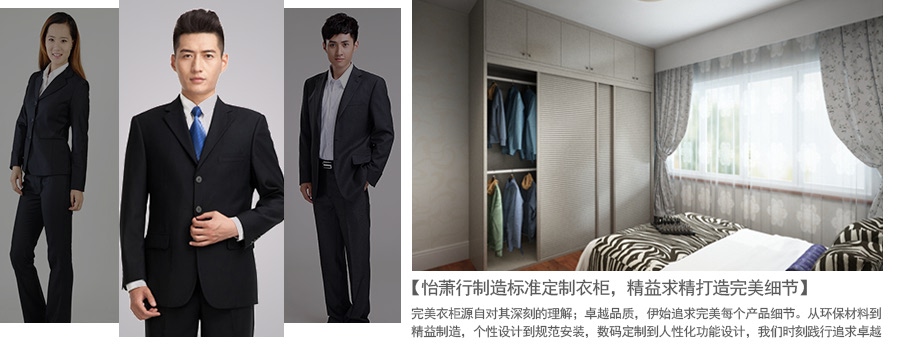 【怡萧行制造标准定制衣柜，精益求精打造完美细节】
完美衣柜源自对其深刻的理解；卓越品质，伊始追求完美每个产品细节。从环保材料到
精益制造，个性设计到规范安装，数码定制到人性化功能设计，我们时刻践行追求卓越